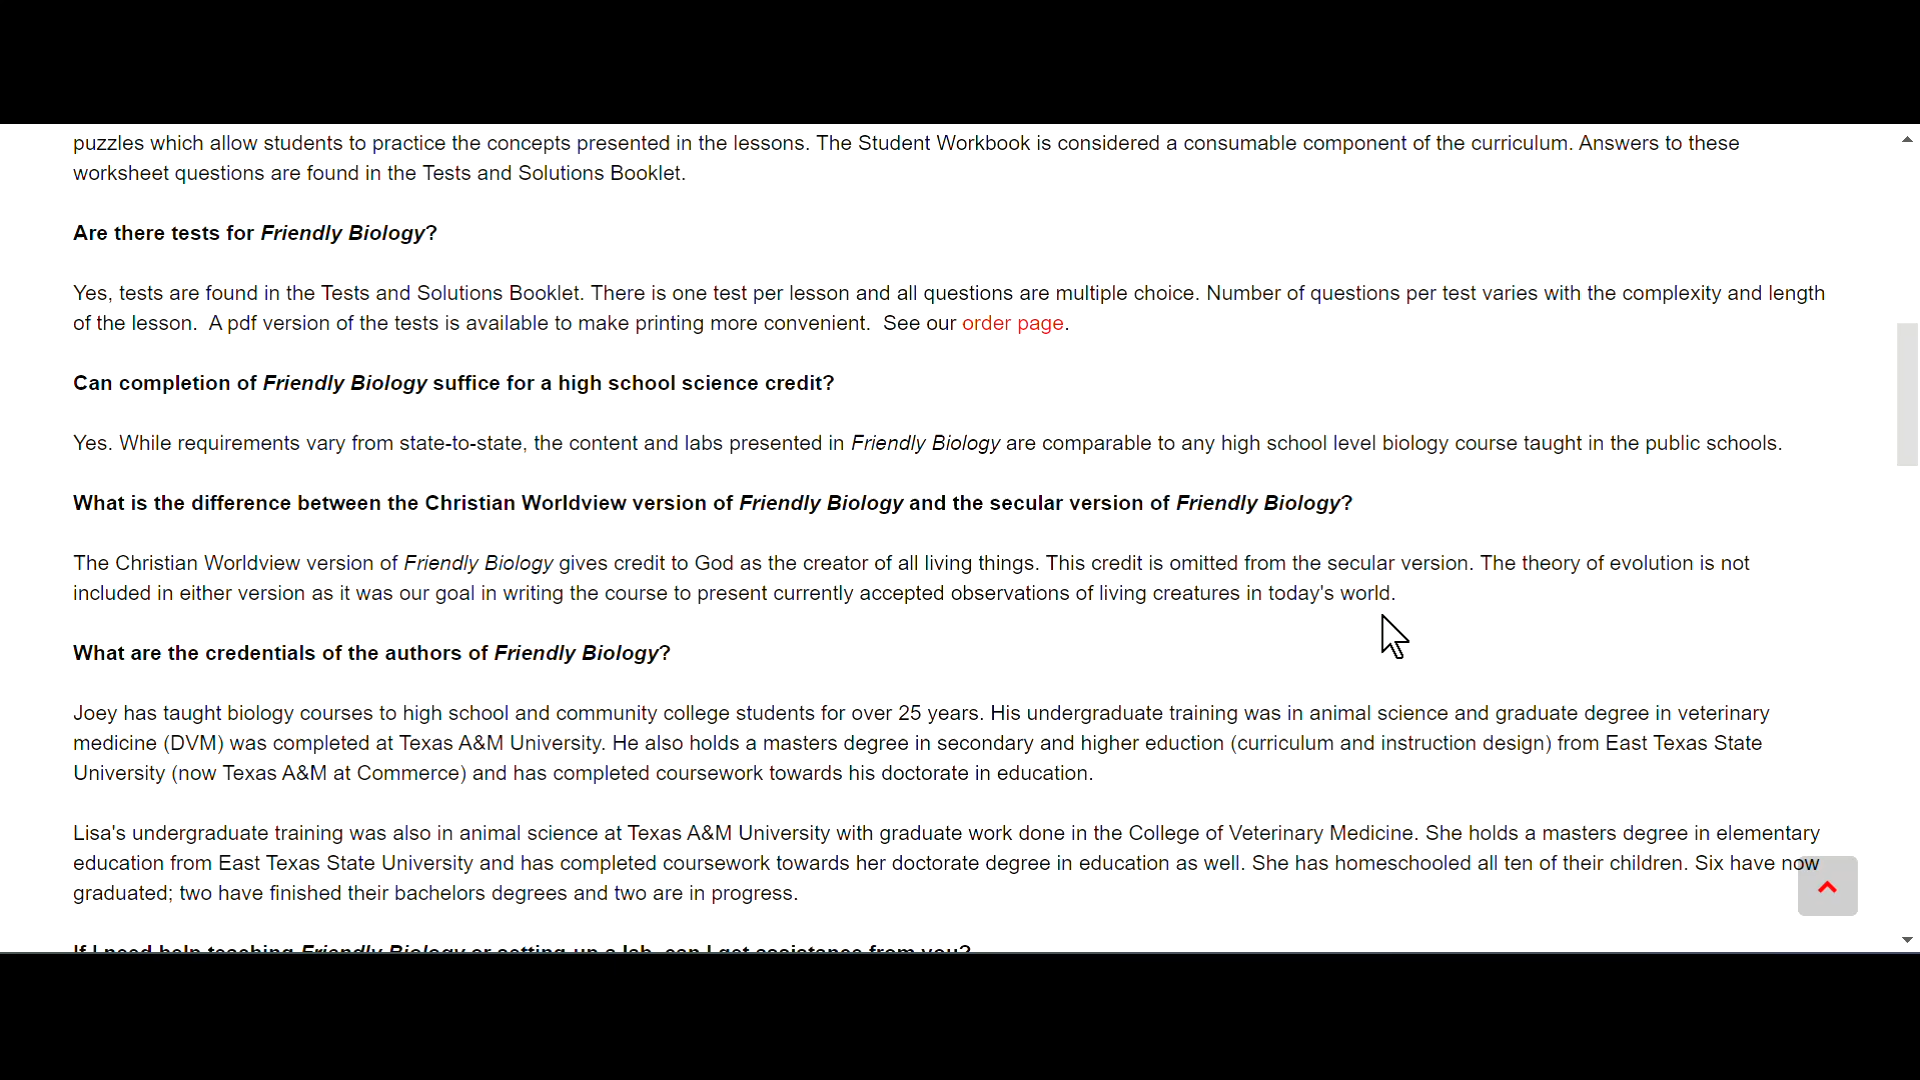 puzzles which allow students to practice the concepts presented in the lessons. The Student Workbook is considered a consumable component of the curriculum. Answers to these
worksheet questions are found in the Tests and Solutions Booklet.
Are there tests for Friendly Biology?
Yes, tests are found in the Tests and Solutions Booklet. There is one test per lesson and all questions are multiple choice. Number of questions per test varies with the complexity and length
of the lesson.  A pdf version of the tests is available to make printing more convenient.  See our order page.
Can completion of Friendly Biology suffice for a high school science credit?
Yes. While requirements vary from state-to-state, the content and labs presented in Friendly Biology are comparable to any high school level biology course taught in the public schools.
What is the difference between the Christian Worldview version of Friendly Biology and the secular version of Friendly Biology?
The Christian Worldview version of Friendly Biology gives credit to God as the creator of all living things. This credit is omitted from the secular version. The theory of evolution is not
included in either version as it was our goal in writing the course to present currently accepted observations of living creatures in today's world.
What are the credentials of the authors of Friendly Biology?
Joey has taught biology courses to high school and community college students for over 25 years. His undergraduate training was in animal science and graduate degree in veterinary
medicine (DVM) was completed at Texas A&M University. He also holds a masters degree in secondary and higher eduction (curriculum and instruction design) from East Texas State
University (now Texas A&M at Commerce) and has completed coursework towards his doctorate in education.
Lisa's undergraduate training was also in animal science at Texas A&M University with graduate work done in the College of Veterinary Medicine. She holds a masters degree in elementary
education from East Texas State University and has completed coursework towards her doctorate degree in education as well. She has homeschooled all ten of their children. Six have now
graduated; two have finished their bachelors degrees and two are in progress.
If I need help teaching Friendly Biology or setting up a lab, can I get assistance from you?